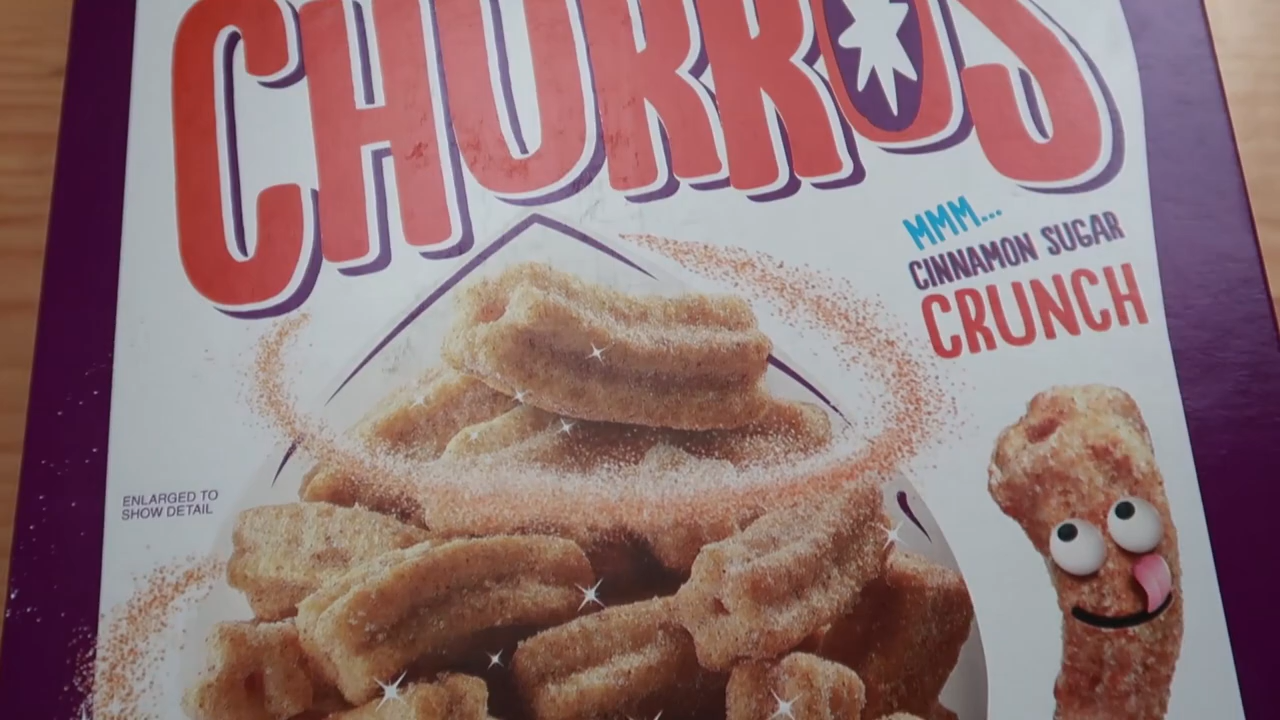 CHURROS
MMM...
CINNAMON SUGAR
CRUNCH
ENLARGED TO
SHOW DETAIL